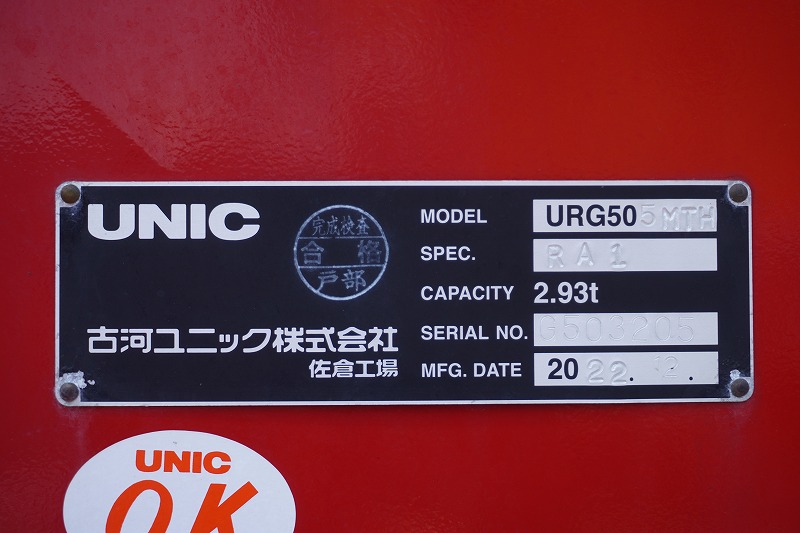 UNIC
完成検査
合格
戸部
古河ユニック株式会社
佐倉工場
MODEL URG505MTH
SPEC. RA1
CAPACITY 2.93t
SERIAL NO. G503205
MFG. DATE 2022. 12.
UNIC
OK